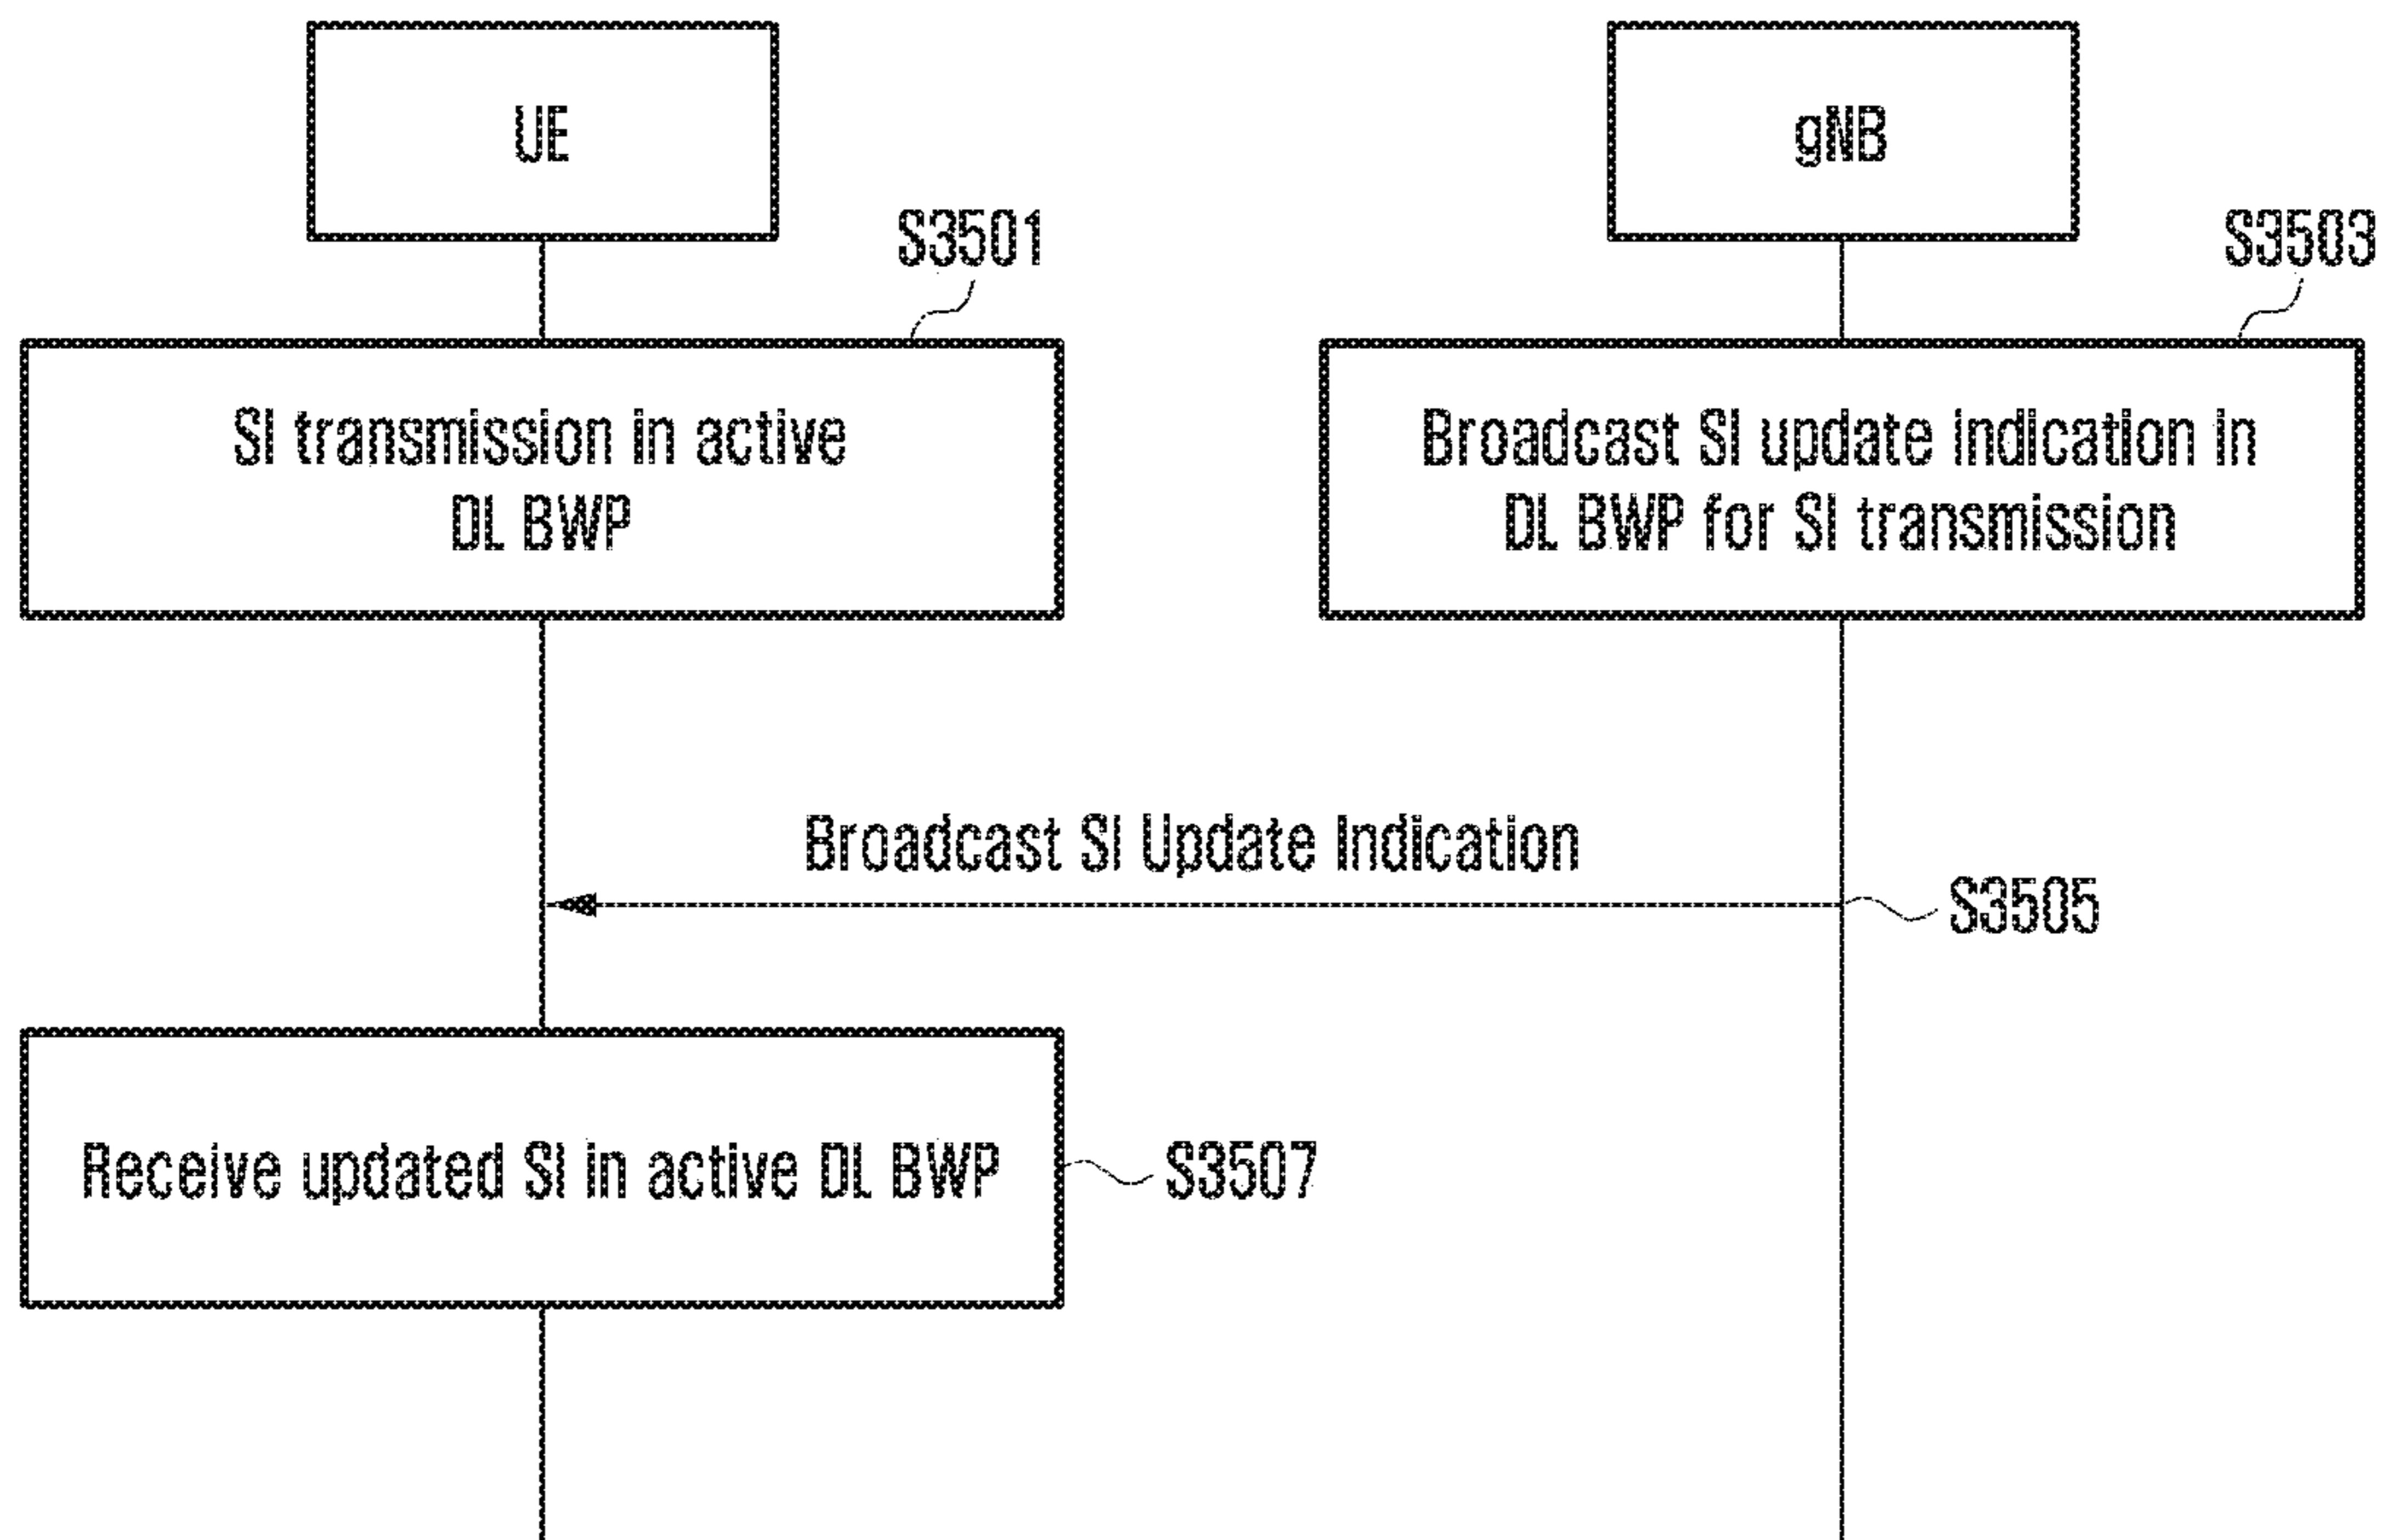 UE
gNB
S3501
S3503
SI transmission in active
DL BWP
Broadcast SI update indication in
DL BWP for SI transmission
Broadcast SI Update Indication
S3505
Receive updated SI in active DL BWP
S3507